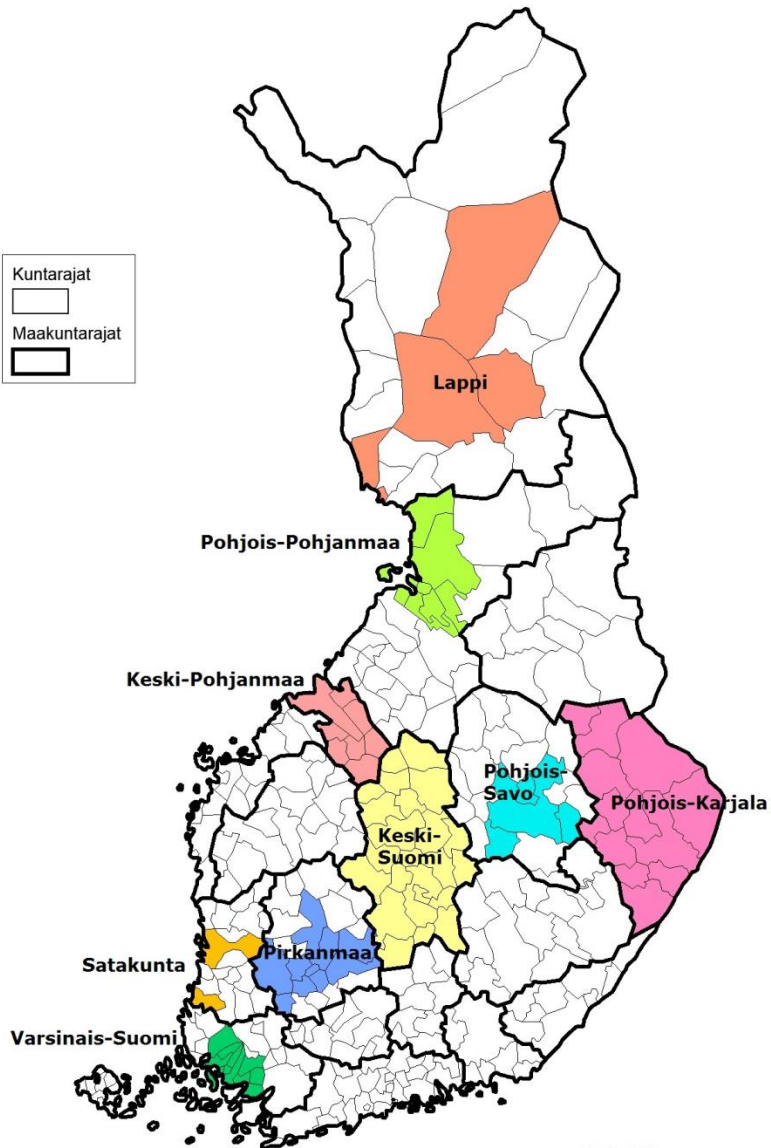 Kuntarajat
Maakuntarajat
Lappi
Pohjois-Pohjanmaa
Keski-Pohjanmaa
Pohjois-
Savo
Pohjois-Karjala
Keski-
Suomi
Satakunta
Pirkanmaa
Varsinais-Suomi